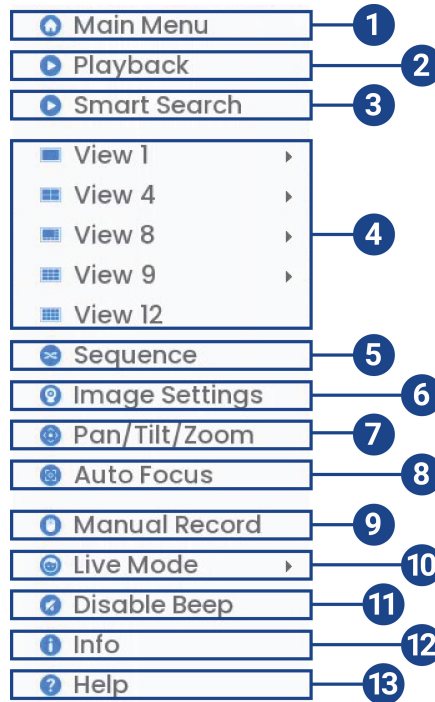 Main Menu 1
Playback 2
Smart Search 3
View 1
View 4
View 8 4
View 9
View 12
Sequence 5
Image Settings 6
Pan/Tilt/Zoom 7
Auto Focus 8
Manual Record 9
Live Mode 10
Disable Beep 11
Info 12
Help 13